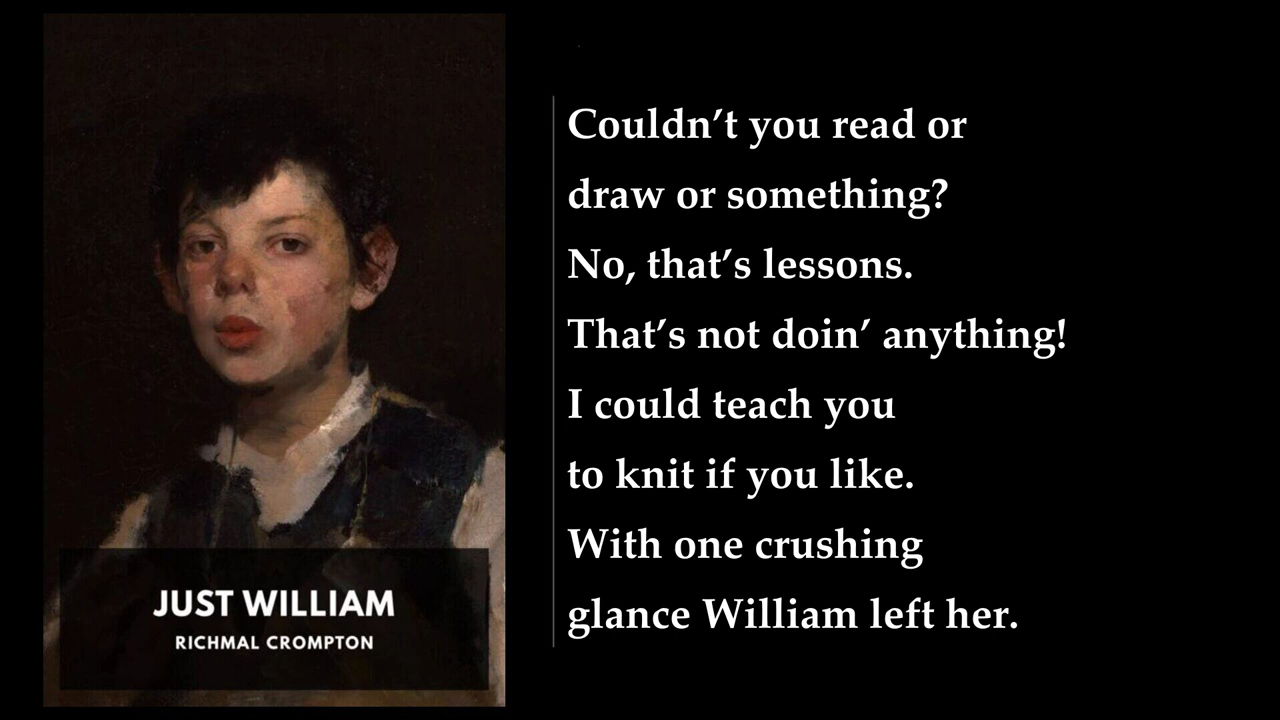 JUST WILLIAM
RICHMAL CROMPTON
Couldn’t you read or
draw or something?
No, that’s lessons.
That’s not doin’ anything!
I could teach you
to knit if you like.
With one crushing
glance William left her.